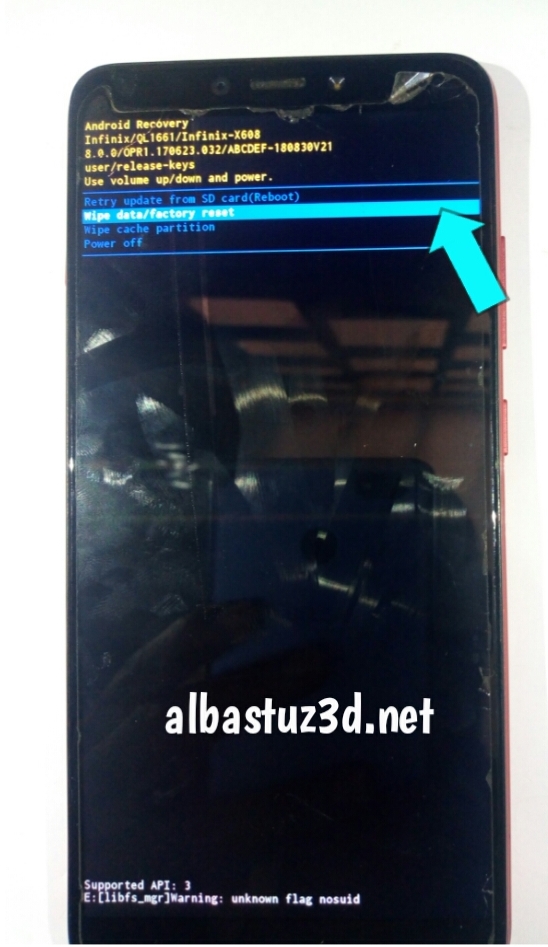 Android Recovery
Infinix/QL1661/Infinix-X608
8.0.0/OPR1.170623.032/ABCDEF-180830V21
user/release-keys
Use volume up/down and power.
Retry update from SD card(Reboot)
Wipe data/factory reset
Wipe cache partition
Power off
albastuz3d.net
Supported API: 3
E:[libfs_mgr]Warning: unknown flag nosuid